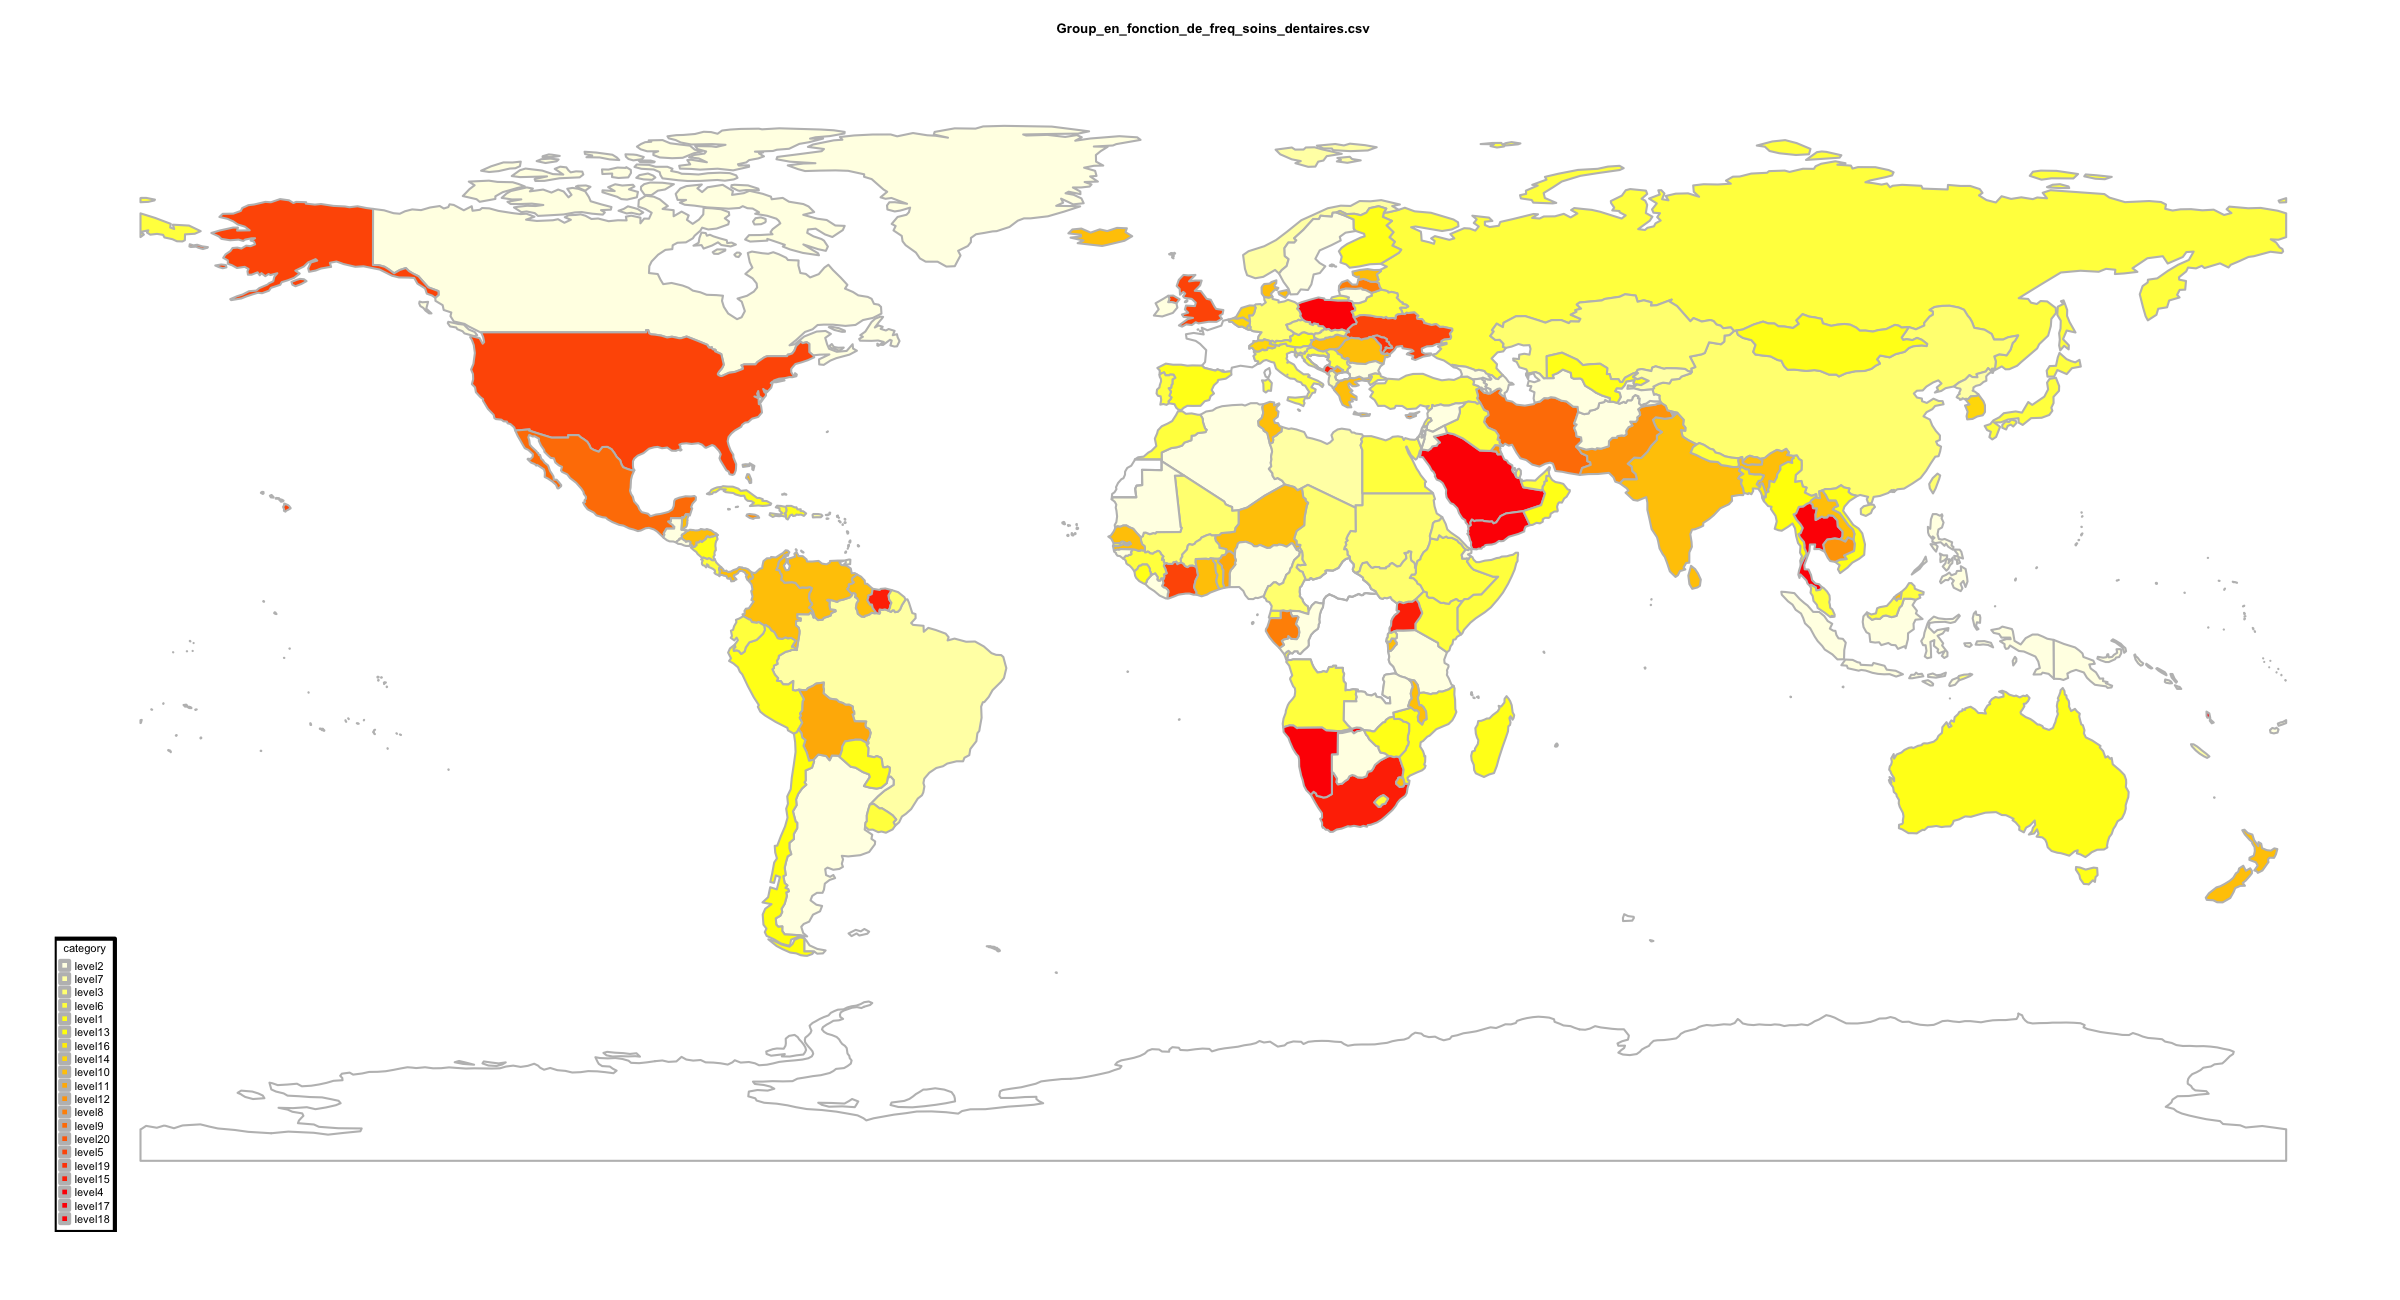 Group_en_fonction_de_freq_soins_dentaires.csv
category
level2
level7
level3
level6
level1
level13
level16
level14
level10
level11
level12
level8
level9
level20
level5
level19
level15
level4
level17
level18